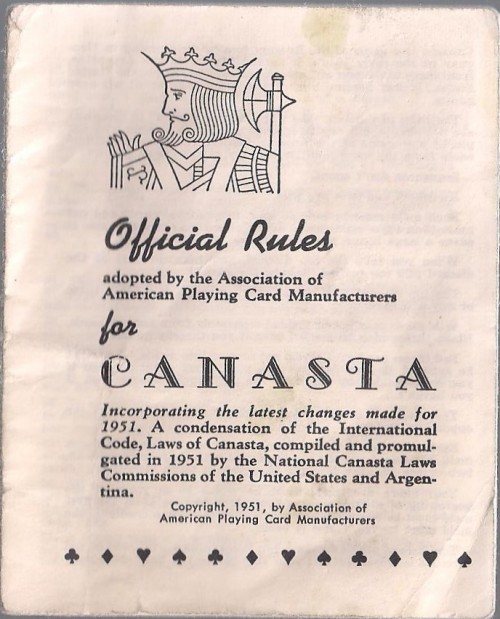 Official Rules
adopted by the Association of
American Playing Card Manufacturers
for
CANASTA
Incorporating the latest changes made for
1951. A condensation of the International
Code, Laws of Canasta, compiled and promul-
gated in 1951 by the National Canasta Laws
Commissions of the United States and Argen-
tina.
Copyright, 1951, by Association of
American Playing Card Manufacturers